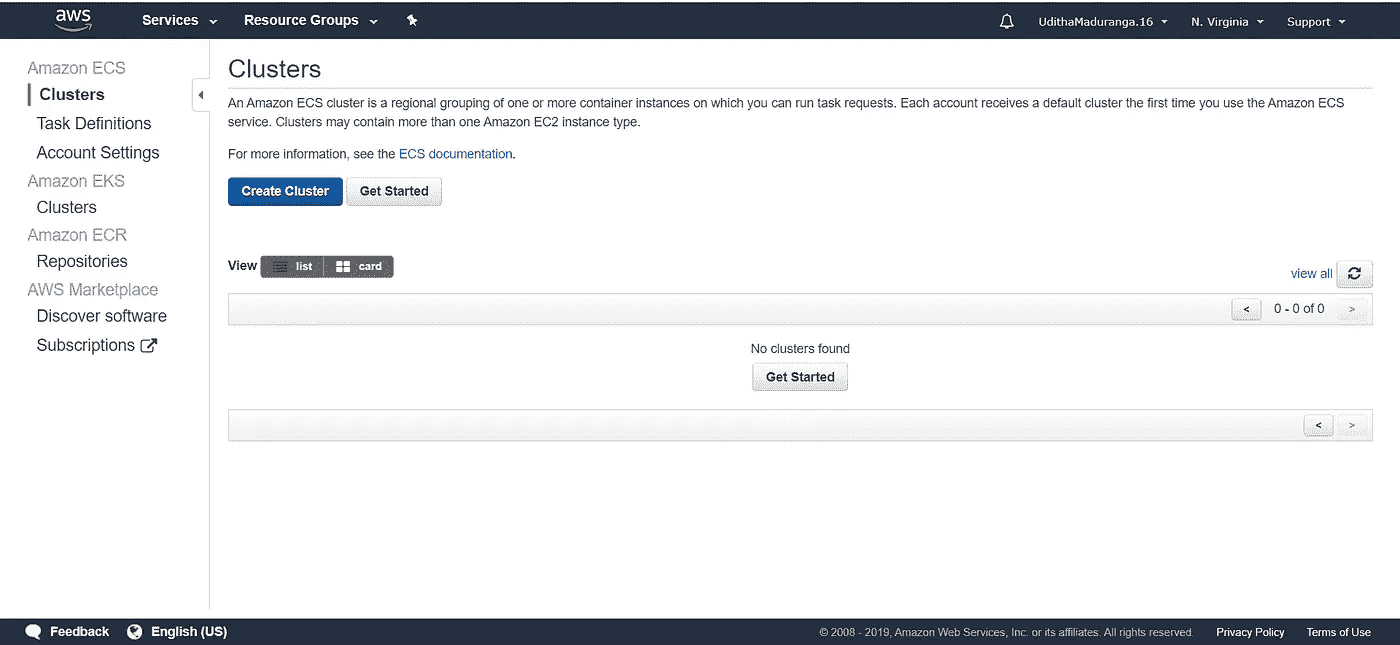 aws Services Resource Groups UdithaMaduranga.16 N. Virginia Support
Amazon ECS
Clusters
Task Definitions
Account Settings
Amazon EKS
Clusters
Amazon ECR
Repositories
AWS Marketplace
Discover software
Subscriptions
Clusters
An Amazon ECS cluster is a regional grouping of one or more container instances on which you can run task requests. Each account receives a default cluster the first time you use the Amazon ECS
service. Clusters may contain more than one Amazon EC2 instance type.
For more information, see the ECS documentation.
Create Cluster Get Started
View list card view all
< 0 - 0 of 0 >
No clusters found
Get Started
< >
Feedback English (US) © 2008 - 2019, Amazon Web Services, Inc. or its affiliates. All rights reserved. Privacy Policy Terms of Use